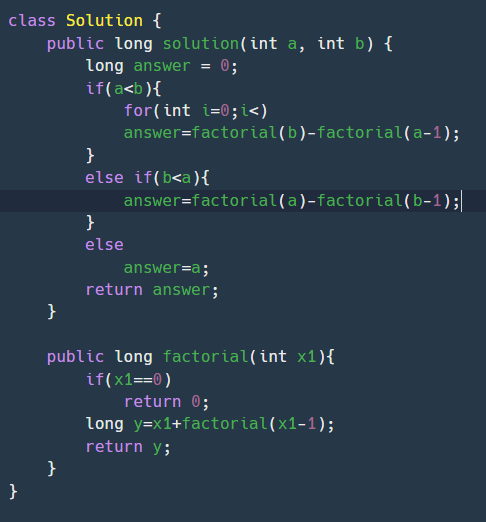 class Solution {
    public long solution(int a, int b) {
        long answer = 0;
        if(a<b){
            for(int i=0;i<)
            answer=factorial(b)-factorial(a-1);
        }
        else if(b<a){
            answer=factorial(a)-factorial(b-1);
        }
        else
            answer=a;
        return answer;
    }

    public long factorial(int x1){
        if(x1==0)
            return 0;
        long y=x1+factorial(x1-1);
        return y;
    }
}